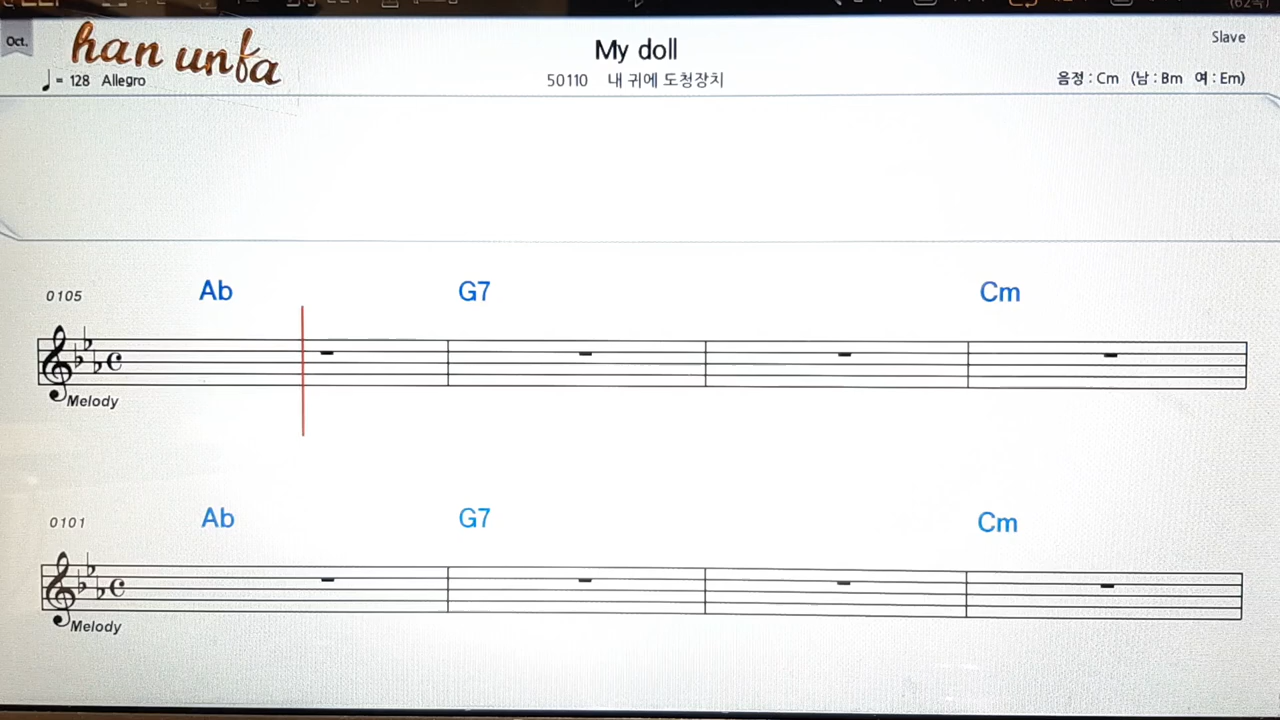 Oct.
han unfa
My doll
Slave
= 128 Allegro
50110 내 귀에 도청장치
음정 : Cm (남 : Bm 여 : Em)
0105 Ab G7 Cm
Melody
0101 Ab G7 Cm
Melody